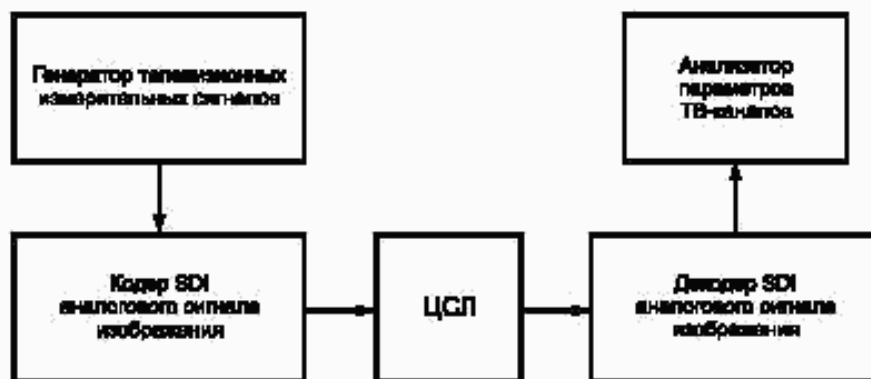 Генератор телевизионных
измерительных сигналов
Анализатор
параметров
ТВ-каналов
Кодер SDI
аналогового сигнала
изображения
ЦСЛ
Декодер SDI
аналогового сигнала
изображения